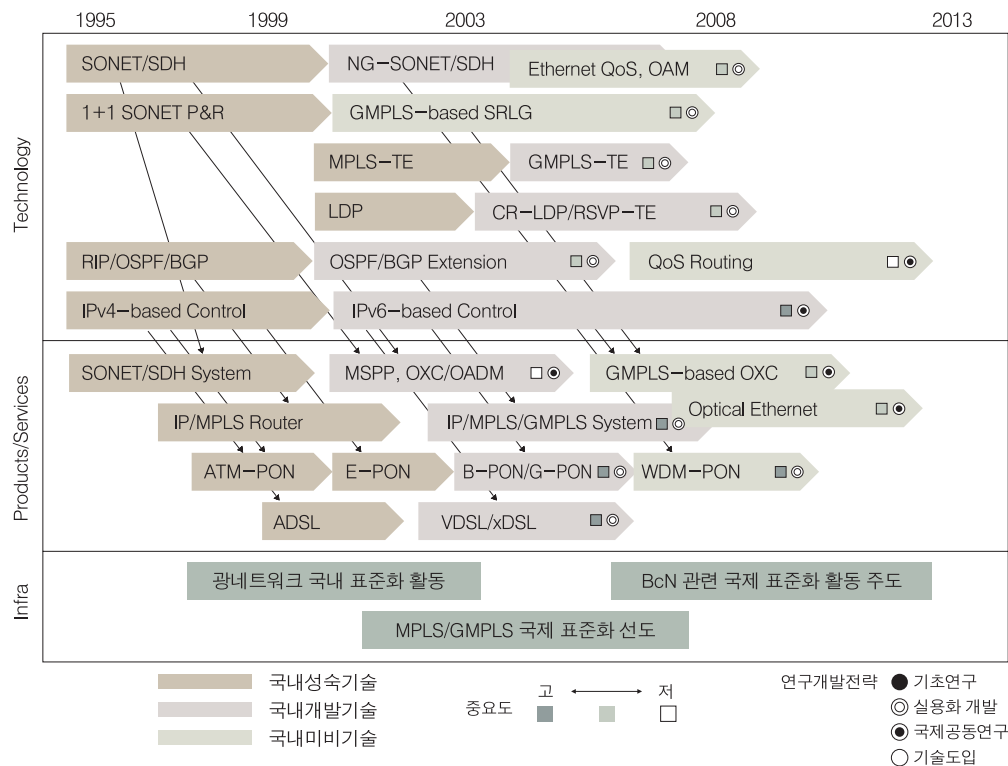 1995 1999 2003 2008 2013
Technology
SONET/SDH NG-SONET/SDH Ethernet QoS, OAM
1+1 SONET P&R GMPLS-based SRLG
MPLS-TE GMPLS-TE
LDP CR-LDP/RSVP-TE
RIP/OSPF/BGP OSPF/BGP Extension QoS Routing
IPv4-based Control IPv6-based Control
Products/Services
SONET/SDH System MSPP, OXC/OADM GMPLS-based OXC
IP/MPLS Router IP/MPLS/GMPLS System Optical Ethernet
ATM-PON E-PON B-PON/G-PON WDM-PON
ADSL VDSL/xDSL
Infra
광네트워크 국내 표준화 활동 BcN 관련 국제 표준화 활동 주도
MPLS/GMPLS 국제 표준화 선도
국내성숙기술
국내개발기술
국내미비기술
중요도 고 저
연구개발전략 기초연구
실용화 개발
국제공동연구
기술도입